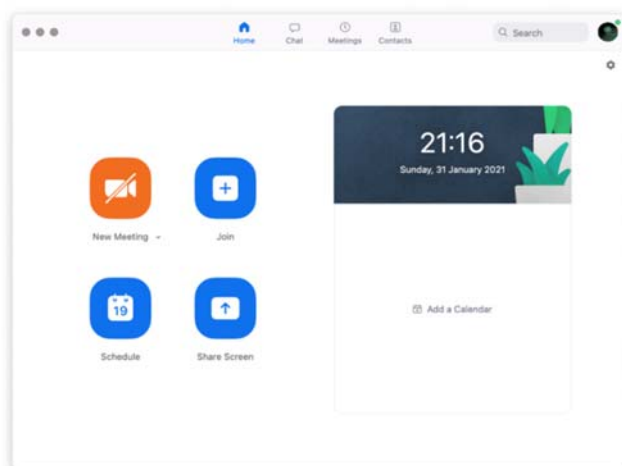 Home
Chat
Meetings
Contacts
Search
21:16
Sunday, 31 January 2021
New Meeting
Join
19
Schedule
Share Screen
Add a Calendar